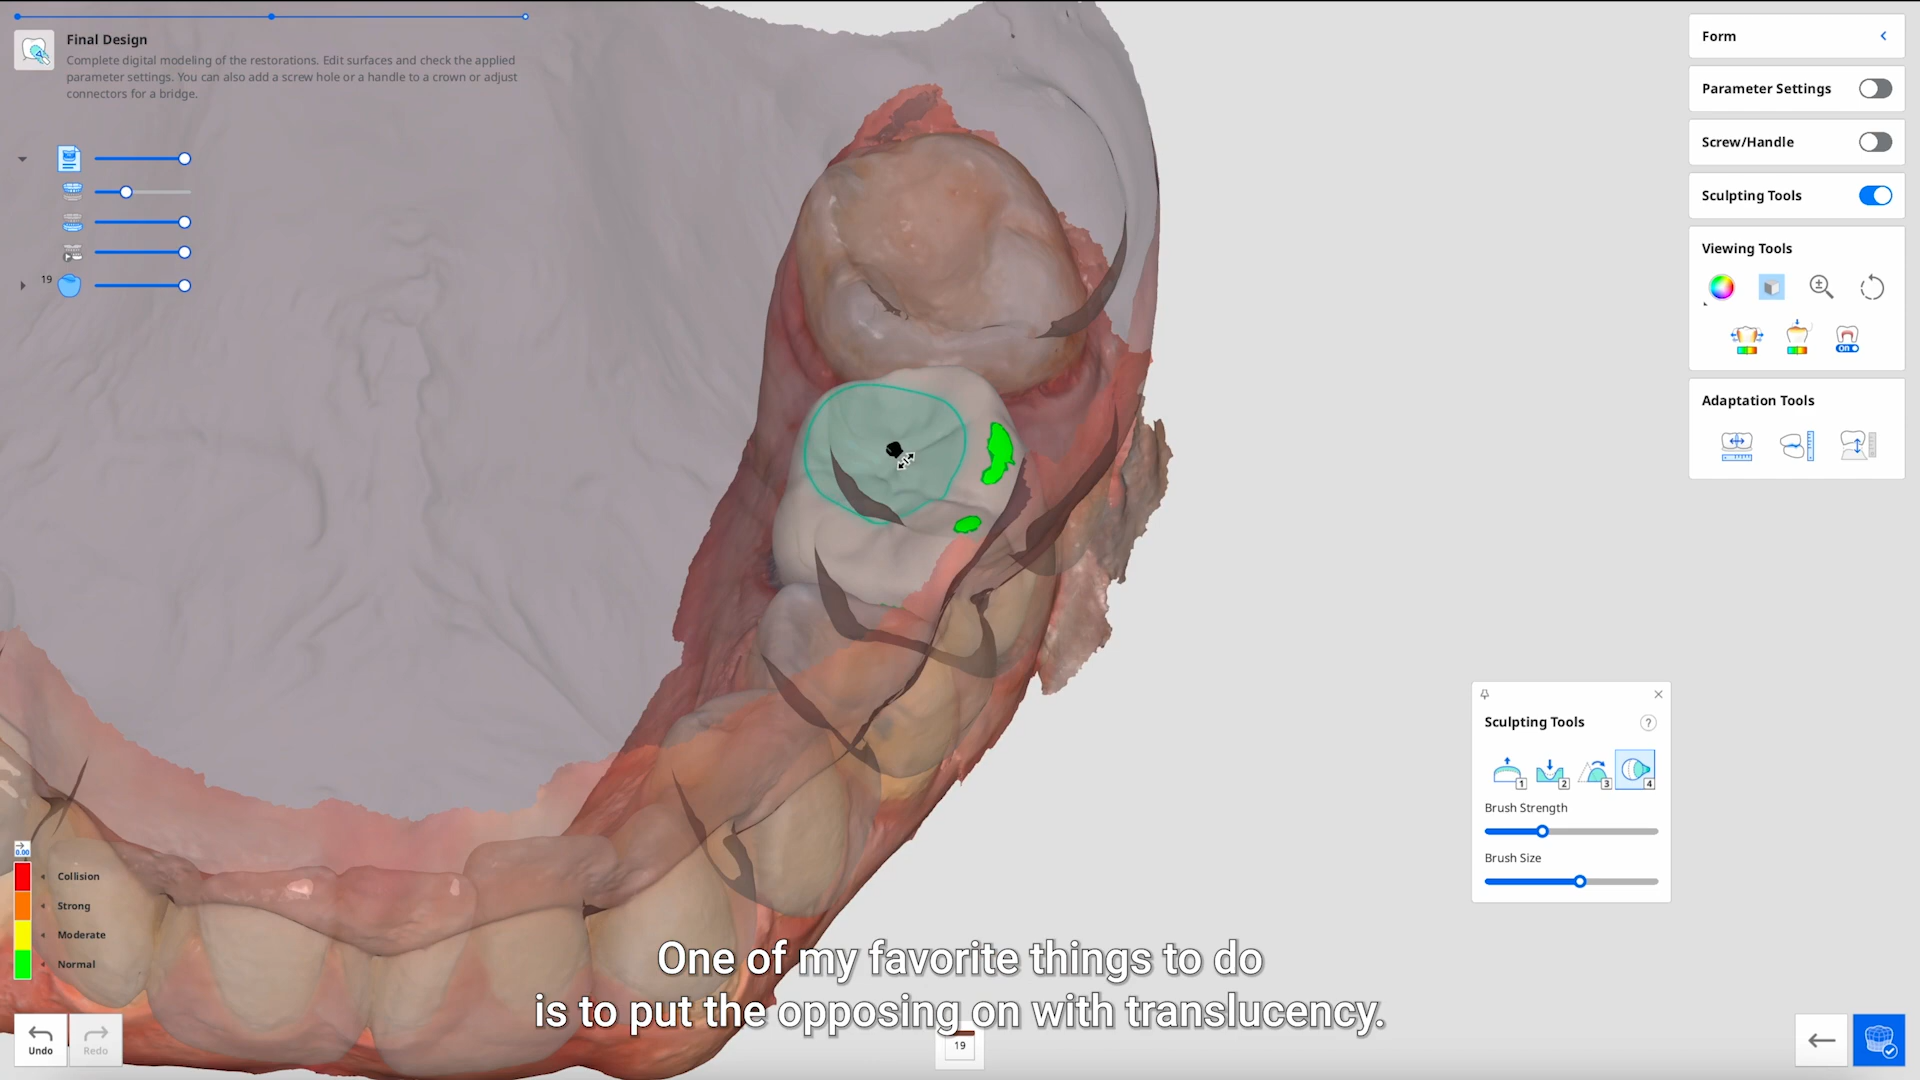 Final Design
Complete digital modeling of the restorations. Edit surfaces and check the applied
parameter settings. You can also add a screw hole or a handle to a crown or adjust
connectors for a bridge.
19
Form
Parameter Settings
Screw/Handle
Sculpting Tools
Viewing Tools
ON
Adaptation Tools
Sculpting Tools
?
1
2
3
4
Brush Strength
Brush Size
0.00
Collision
Strong
Moderate
Normal
One of my favorite things to do
is to put the opposing on with translucency.
Undo
Redo
19